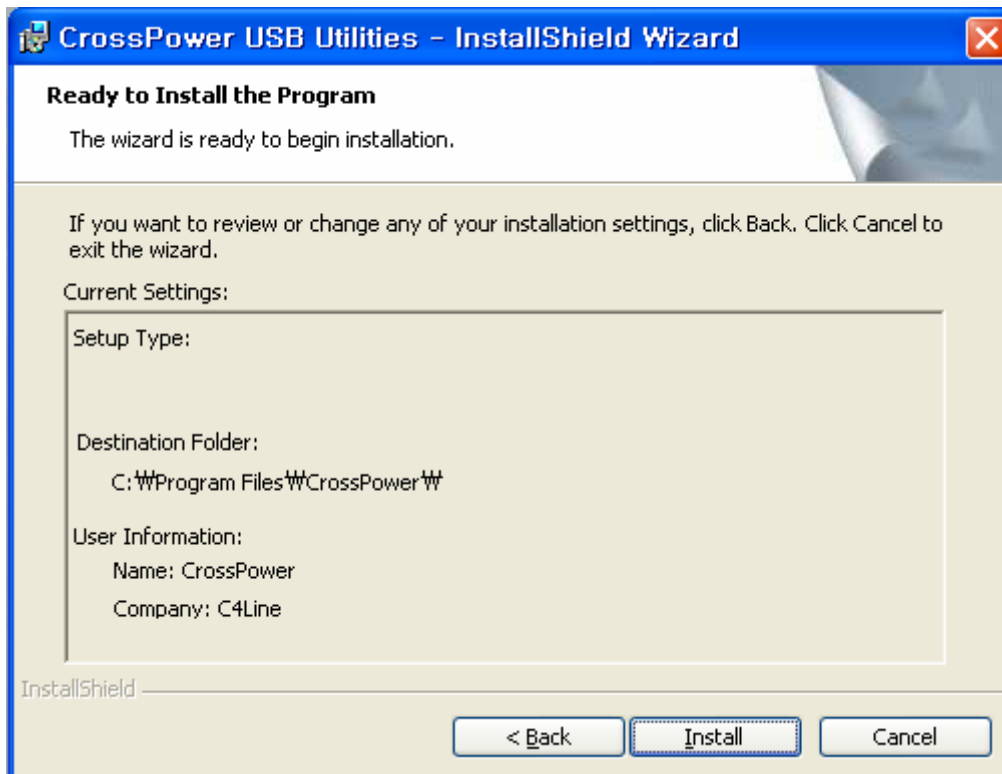 CrossPower USB Utilities - InstallShield Wizard
Ready to Install the Program
The wizard is ready to begin installation.
If you want to review or change any of your installation settings, click Back. Click Cancel to
exit the wizard.
Current Settings:
Setup Type:
Destination Folder:
C:₩Program Files₩CrossPower₩
User Information:
Name: CrossPower
Company: C4Line
InstallShield
< Back
Install
Cancel